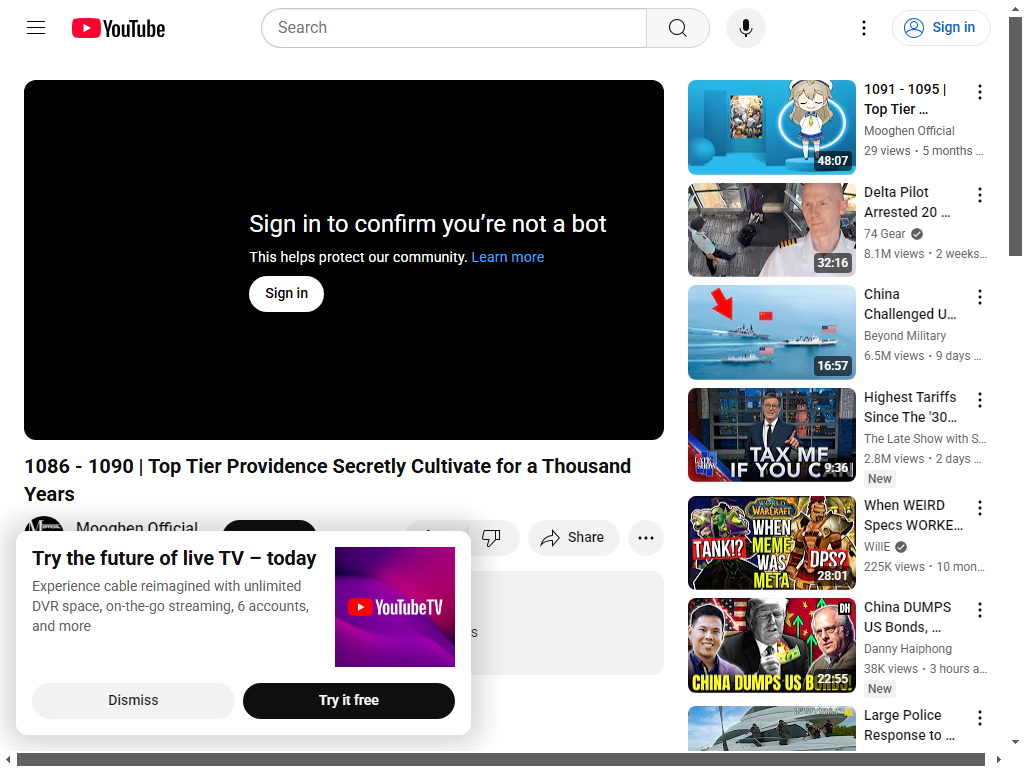 YouTube
Search
Sign in
Sign in to confirm you're not a bot
This helps protect our community. Learn more
Sign in
1086 - 1090 | Top Tier Providence Secretly Cultivate for a Thousand
Years
Mooghen Official
Share
Try the future of live TV – today
Experience cable reimagined with unlimited
DVR space, on-the-go streaming, 6 accounts,
and more
YouTubeTV
Dismiss
Try it free
48:07
1091 - 1095 |
Top Tier ...
Mooghen Official
29 views • 5 months ...
32:16
Delta Pilot
Arrested 20 ...
74 Gear
8.1M views • 2 weeks...
16:57
China
Challenged U...
Beyond Military
6.5M views • 9 days ...
LATE SHOW
TAX ME
IF YOU CAN
9:36
Highest Tariffs
Since The '30...
The Late Show with S...
2.8M views • 2 days ...
New
WORLD
WARCRAFT
TANK!?
WHEN
MEME
WAS
META
DPS?
28:01
When WEIRD
Specs WORKE...
WillE
225K views • 10 mon...
DH
CHINA DUMPS US BONDS!
22:55
China DUMPS
US Bonds, ...
Danny Haiphong
38K views • 3 hours a...
New
Large Police
Response to ...